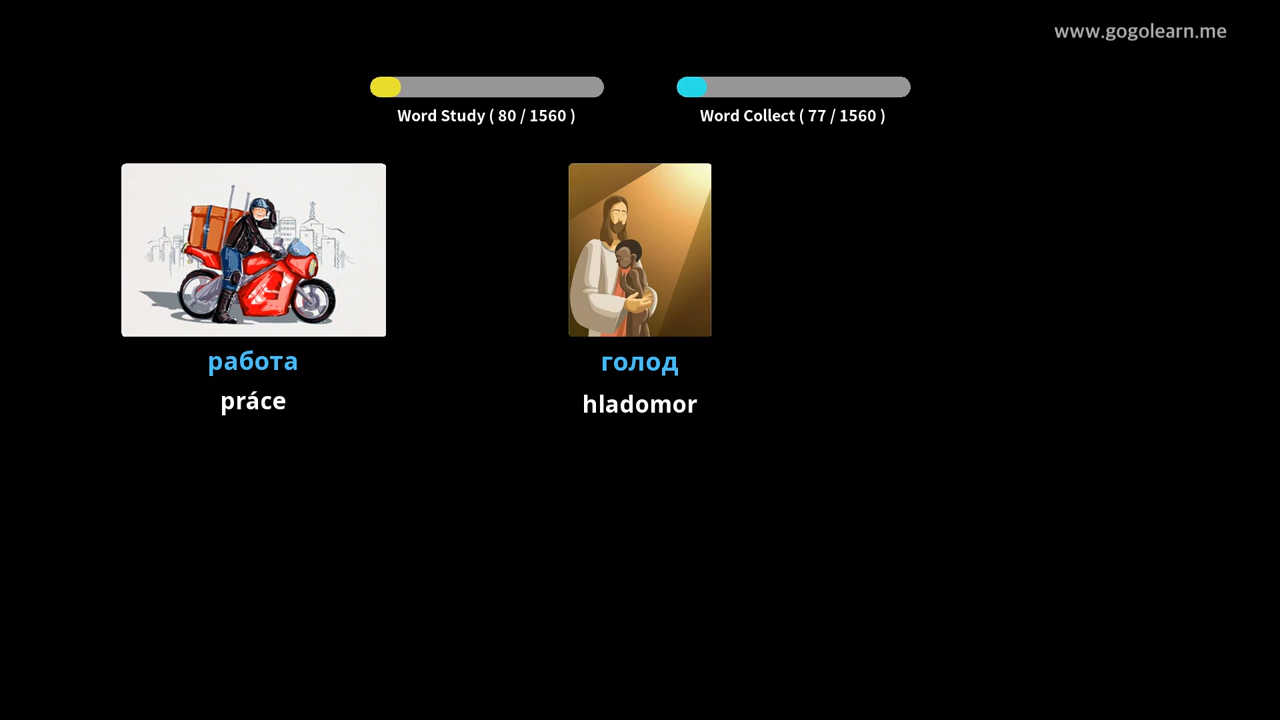 www.gogolearn.me
Word Study ( 80 / 1560 )
Word Collect ( 77 / 1560 )
работа
práce
голод
hladomor